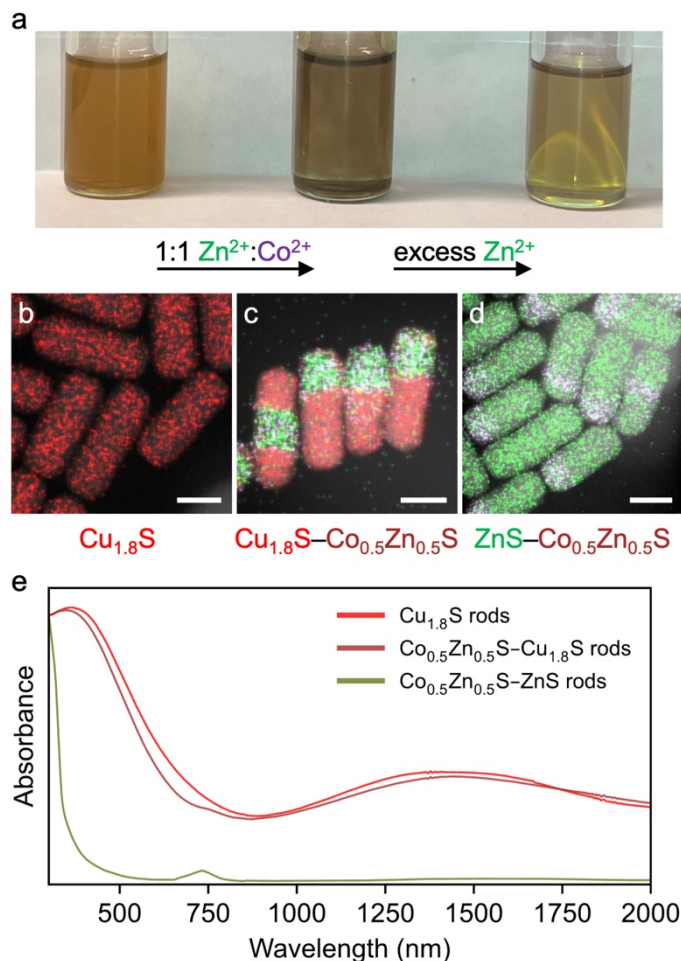 a
1:1 Zn²⁺:Co²⁺
excess Zn²⁺
b
c
d
Cu₁.₈S
Cu₁.₈S–Co₀.₅Zn₀.₅S
ZnS–Co₀.₅Zn₀.₅S
e
Cu₁.₈S rods
Co₀.₅Zn₀.₅S–Cu₁.₈S rods
Co₀.₅Zn₀.₅S–ZnS rods
Absorbance
500 750 1000 1250 1500 1750 2000
Wavelength (nm)